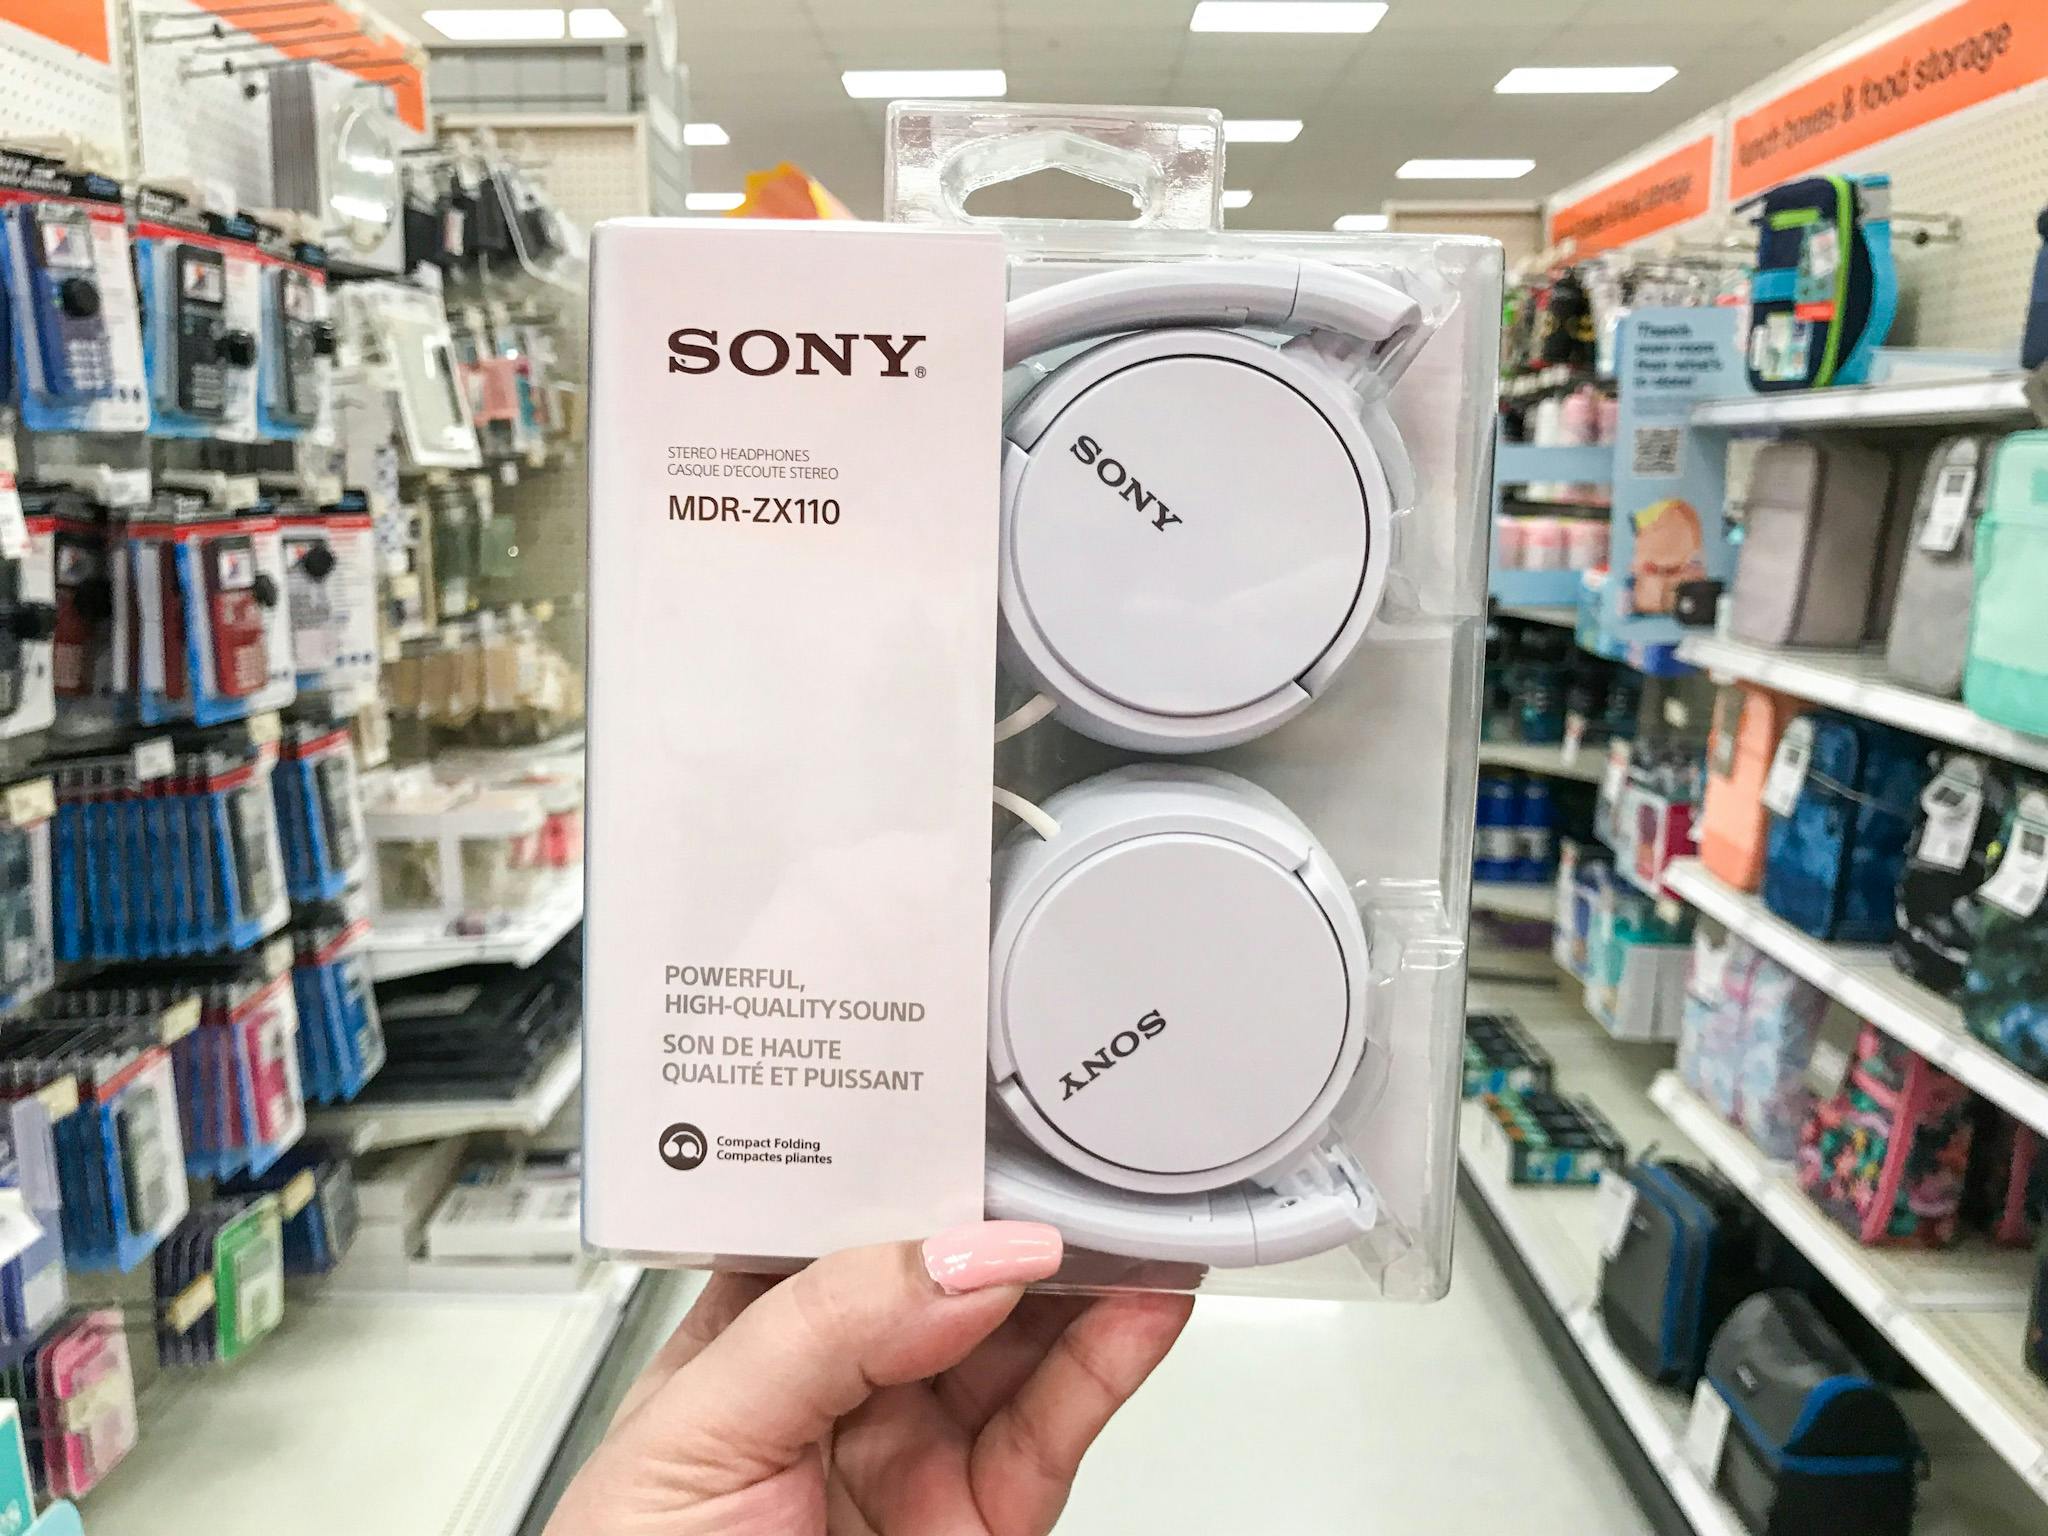 SONY®
STEREO HEADPHONES
CASQUE D'ECOUTE STEREO
MDR-ZX110
POWERFUL,
HIGH-QUALITY SOUND
SON DE HAUTE
QUALITÉ ET PUISSANT
Compact Folding
Compactes pliantes
SONY
SONY
lunch boxes & food storage